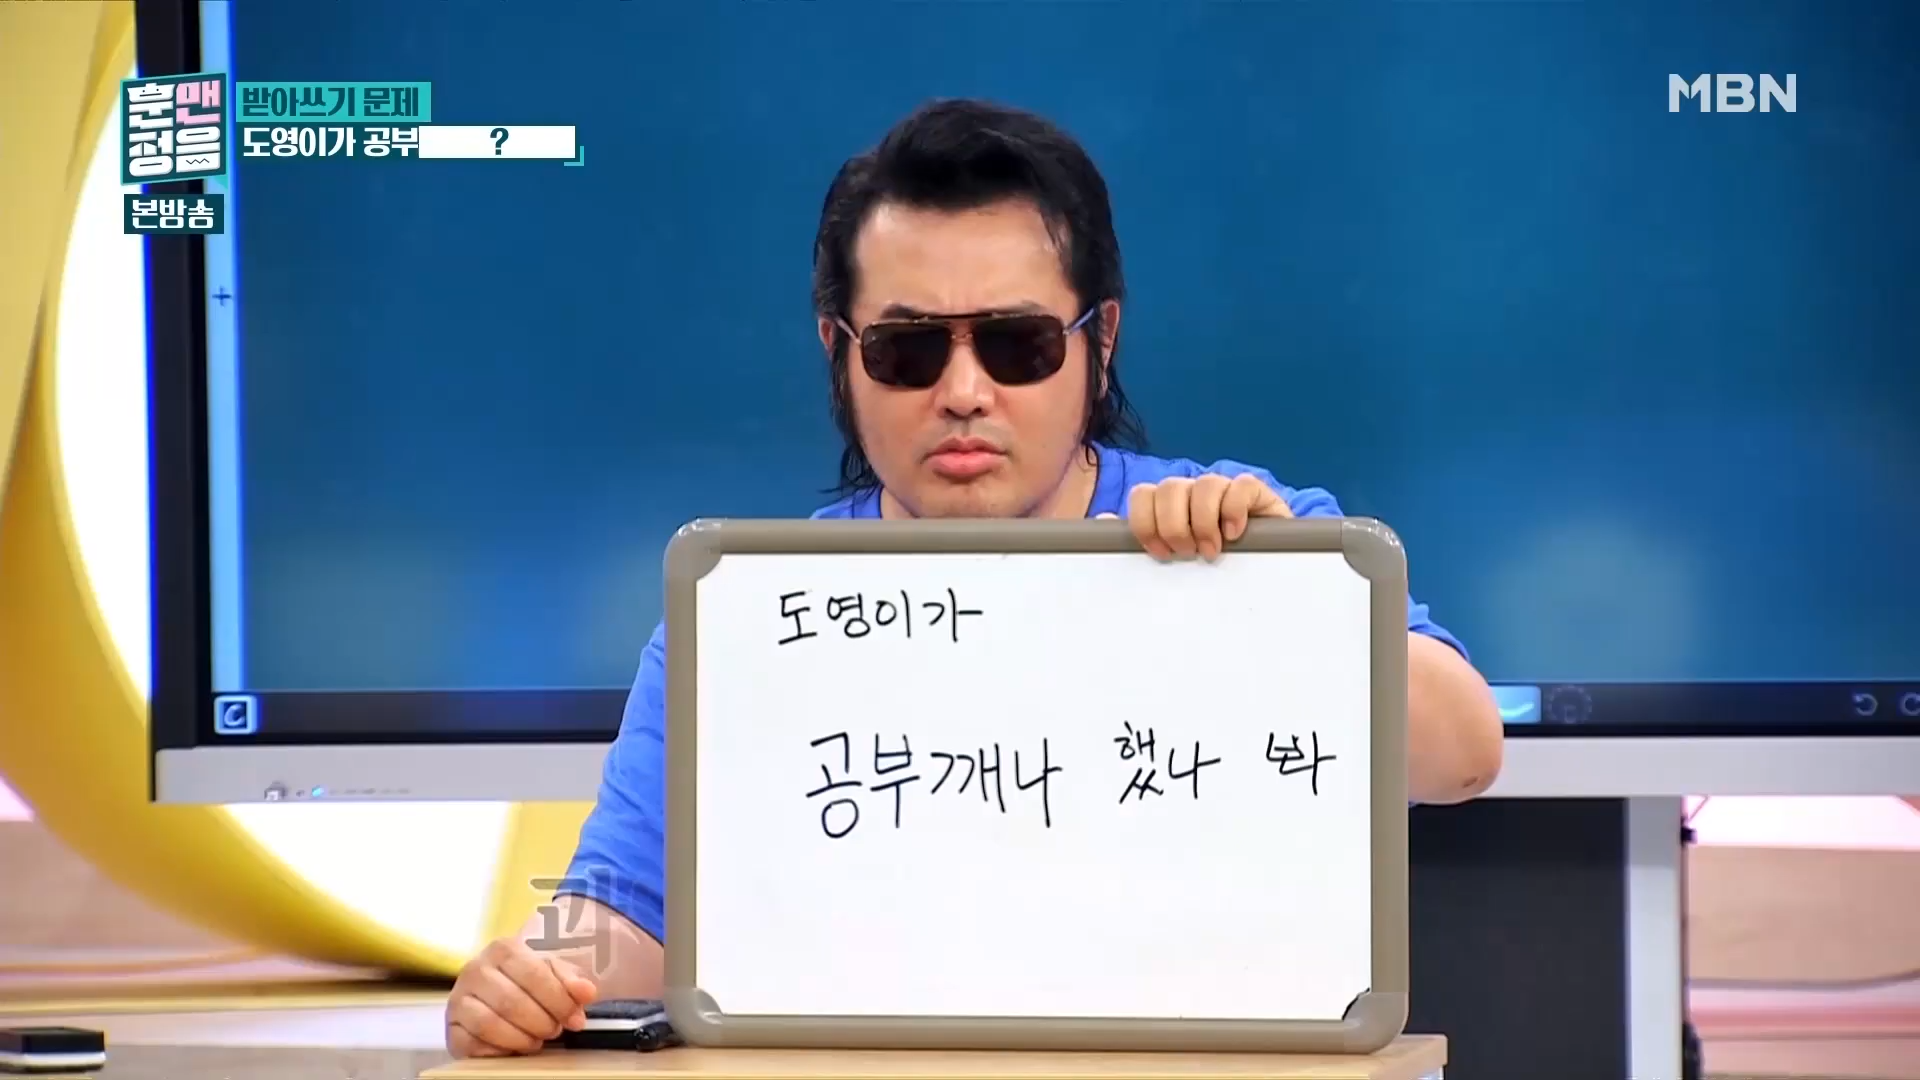 훈맨
정음
받아쓰기 문제
도영이가 공부 ?
본방송
MBN
도영이가
공부깨나 했나 봐